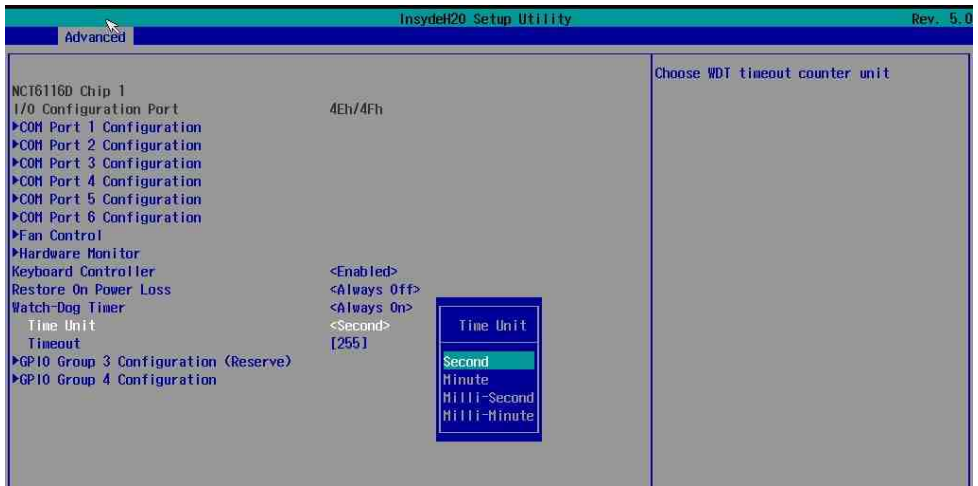 InsydeH2O Setup Utility Rev. 5.0
Advanced
Choose WDT timeout counter unit
NCT6116D Chip 1
I/O Configuration Port 4Eh/4Fh
▶COM Port 1 Configuration
▶COM Port 2 Configuration
▶COM Port 3 Configuration
▶COM Port 4 Configuration
▶COM Port 5 Configuration
▶COM Port 6 Configuration
▶Fan Control
▶Hardware Monitor
Keyboard Controller <Enabled>
Restore On Power Loss <Always Off>
Watch-Dog Timer <Always On>
Time Unit <Second>
Timeout [255]
▶GPIO Group 3 Configuration (Reserve)
▶GPIO Group 4 Configuration
Time Unit
Second
Minute
Milli-Second
Milli-Minute